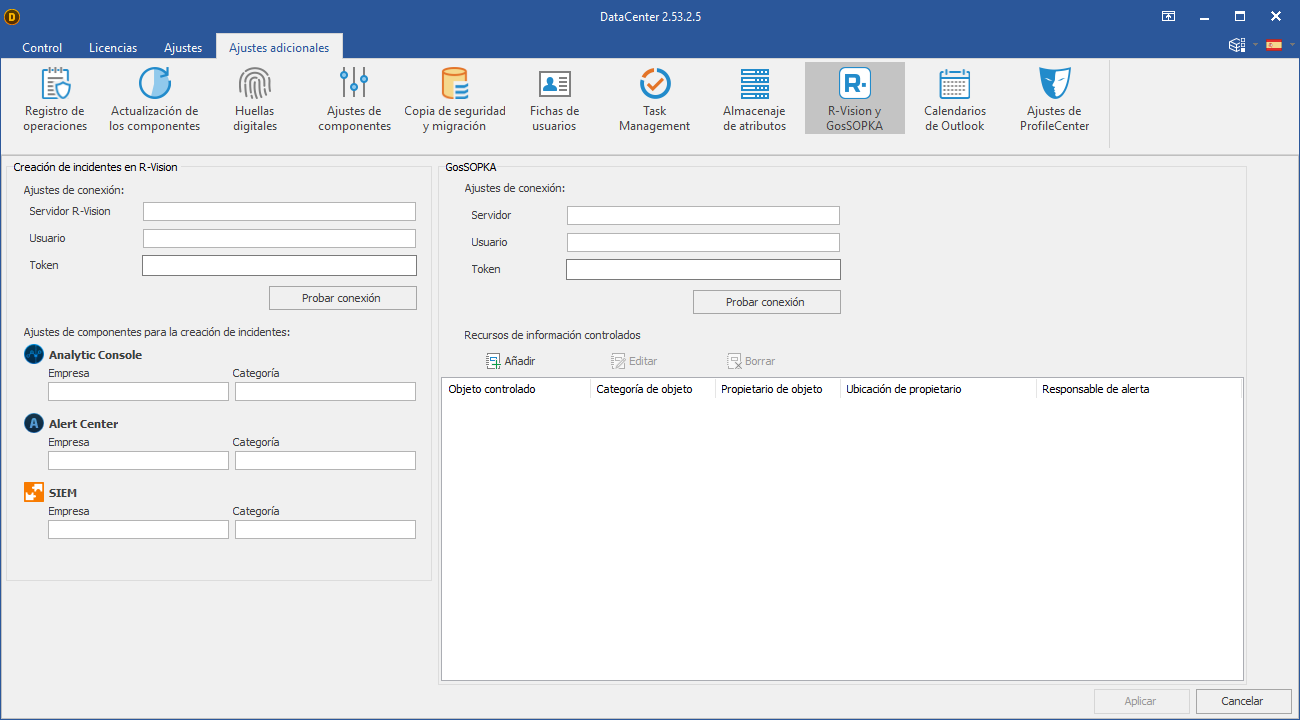 DataCenter 2.53.2.5
Control
Licencias
Ajustes
Ajustes adicionales
Registro de
operaciones
Actualización de
los componentes
Huellas
digitales
Ajustes de
componentes
Copia de seguridad
y migración
Fichas de
usuarios
Task
Management
Almacenaje
de atributos
R-Vision y
GosSOPKA
Calendarios
de Outlook
Ajustes de
ProfileCenter
Creación de incidentes en R-Vision
Ajustes de conexión:
Servidor R-Vision
Usuario
Token
Probar conexión
Ajustes de componentes para la creación de incidentes:
Analytic Console
Empresa
Categoría
Alert Center
Empresa
Categoría
SIEM
Empresa
Categoría
GosSOPKA
Ajustes de conexión:
Servidor
Usuario
Token
Probar conexión
Recursos de información controlados
Añadir
Editar
Borrar
Objeto controlado
Categoría de objeto
Propietario de objeto
Ubicación de propietario
Responsable de alerta
Aplicar
Cancelar